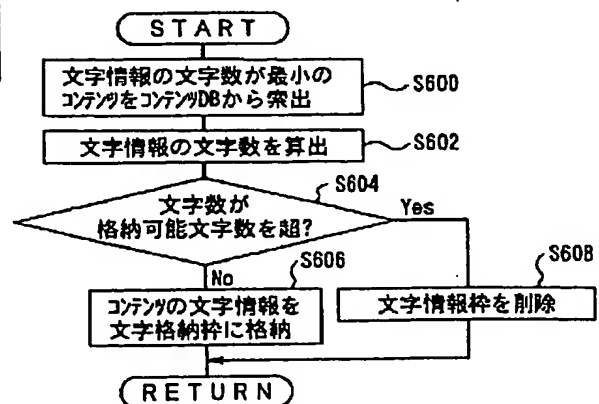 START
文字情報の文字数が最小の
コンテンツをコンテンツDBから索出
S600
文字情報の文字数を算出
S602
S604
文字数が
格納可能文字数を超?
Yes
No
S606
コンテンツの文字情報を
文字格納枠に格納
S608
文字情報枠を削除
RETURN